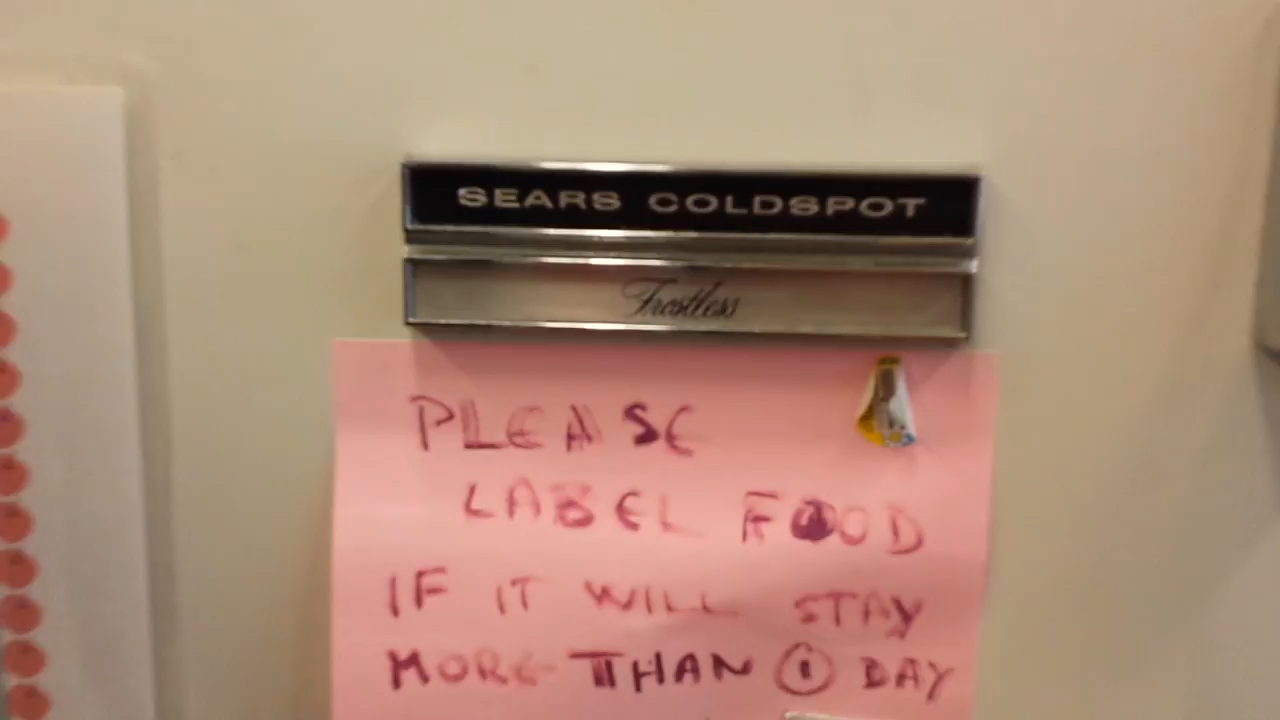 SEARS COLDSPOT
Frostless
PLEASE
LABEL FOOD
IF IT WILL STAY
MORE THAN 1 DAY